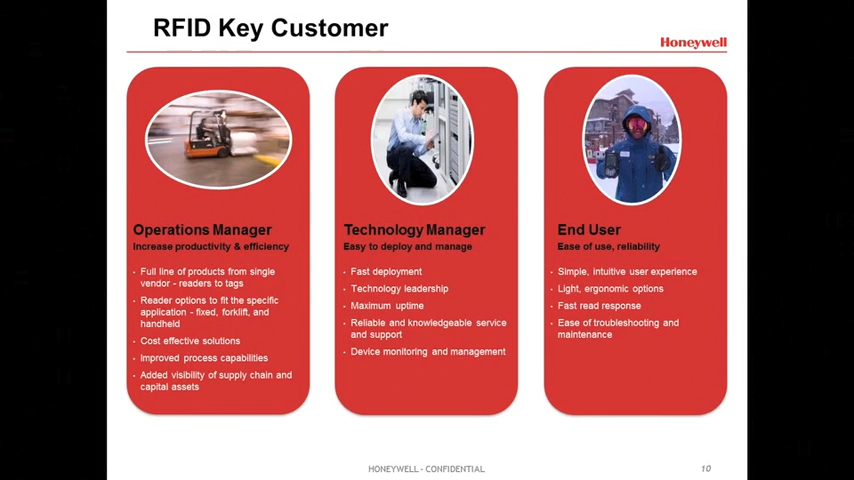 RFID Key Customer
Honeywell
Operations Manager
Increase productivity & efficiency
· Full line of products from single
vendor - readers to tags
· Reader options to fit the specific
application - fixed, forklift, and
handheld
· Cost effective solutions
· Improved process capabilities
· Added visibility of supply chain and
capital assets
Technology Manager
Easy to deploy and manage
· Fast deployment
· Technology leadership
· Maximum uptime
· Reliable and knowledgeable service
and support
· Device monitoring and management
End User
Ease of use, reliability
· Simple, intuitive user experience
· Light, ergonomic options
· Fast read response
· Ease of troubleshooting and
maintenance
HONEYWELL - CONFIDENTIAL
10